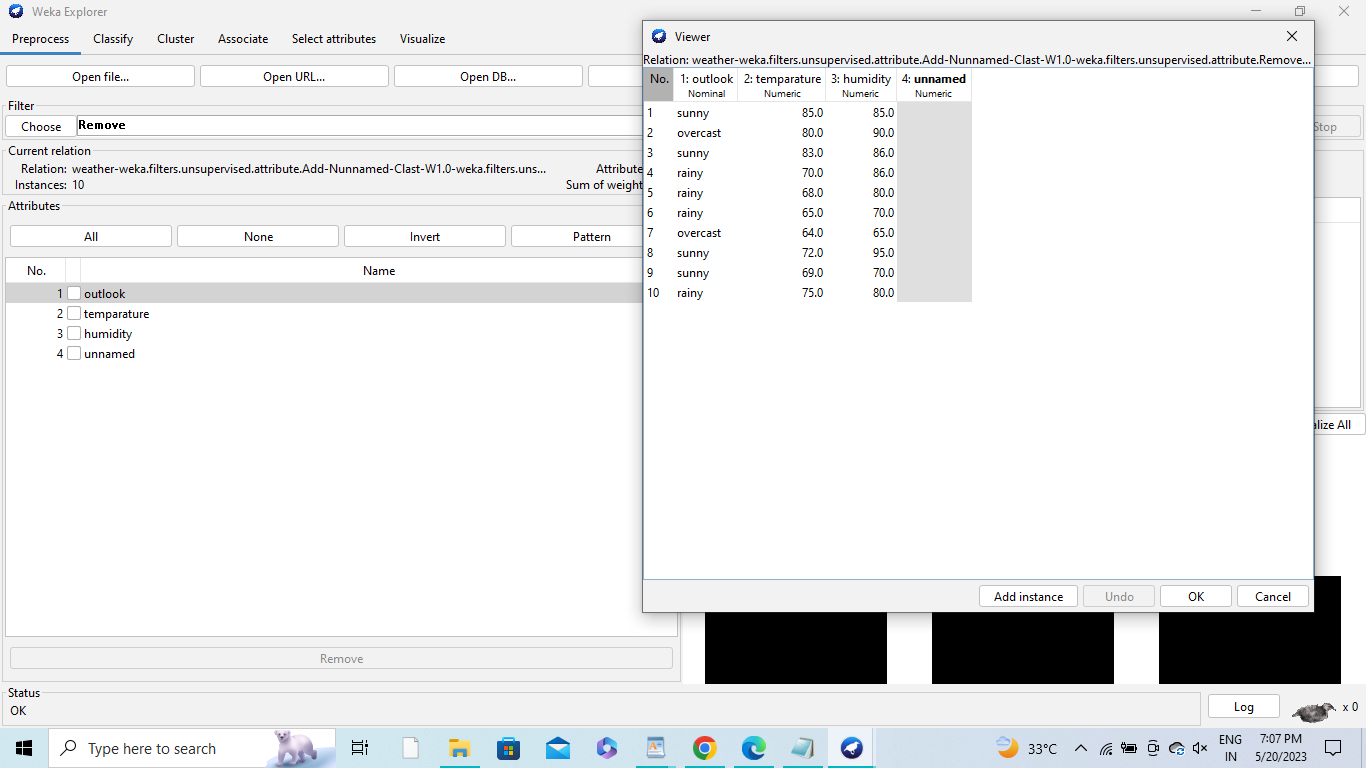 Weka Explorer
Preprocess Classify Cluster Associate Select attributes Visualize
Open file... Open URL... Open DB...
Filter
Choose Remove Stop
Current relation
Relation: weather-weka.filters.unsupervised.attribute.Add-Nunnamed-Clast-W1.0-weka.filters.uns... Attribute
Instances: 10 Sum of weight
Attributes
All None Invert Pattern
No. Name
1 outlook
2 temparature
3 humidity
4 unnamed
Remove
Viewer
Relation: weather-weka.filters.unsupervised.attribute.Add-Nunnamed-Clast-W1.0-weka.filters.unsupervised.attribute.Remove...
No. 1: outlook 2: temparature 3: humidity 4: unnamed
Nominal Numeric Numeric Numeric
1 sunny 85.0 85.0
2 overcast 80.0 90.0
3 sunny 83.0 86.0
4 rainy 70.0 86.0
5 rainy 68.0 80.0
6 rainy 65.0 70.0
7 overcast 64.0 65.0
8 sunny 72.0 95.0
9 sunny 69.0 70.0
10 rainy 75.0 80.0
Add instance Undo OK Cancel
alize All
Status
OK
Log x 0
Type here to search
33°C
ENG
IN
7:07 PM
5/20/2023